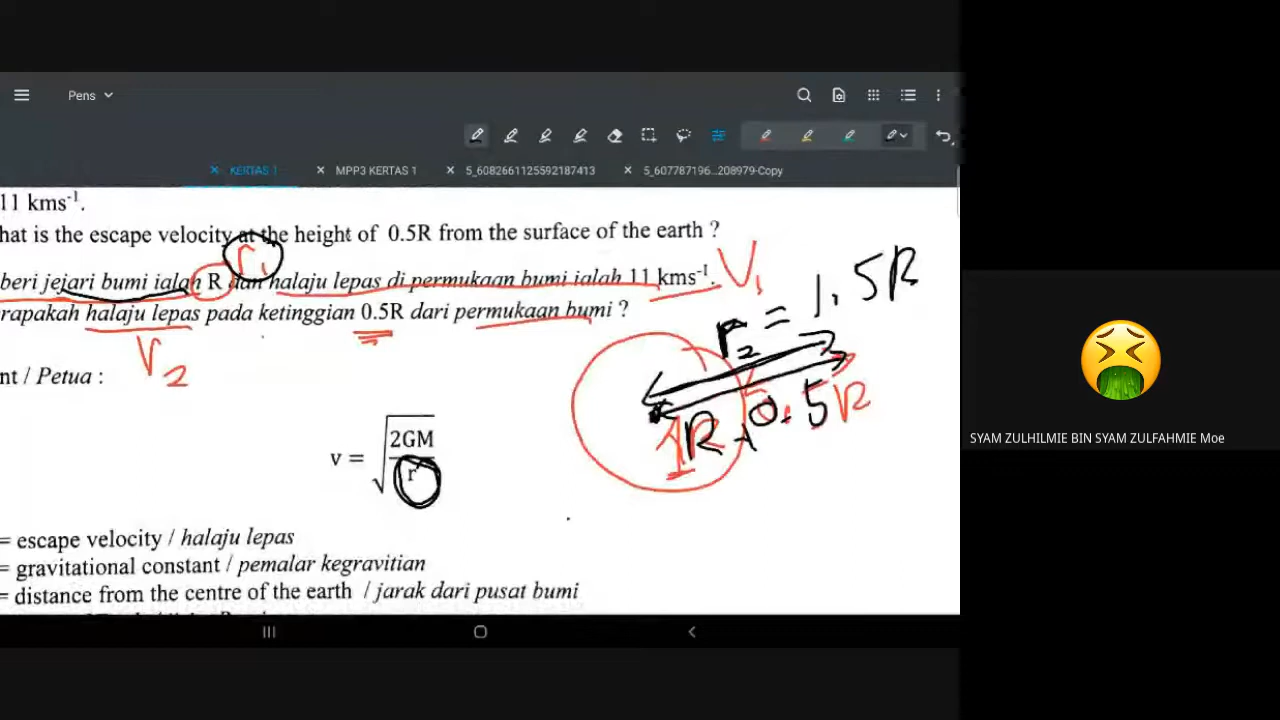 Pens
KERTAS 1
MPP3 KERTAS 1
5_6082661125592187413
5_607787196...208979-Copy
11 kms⁻¹.
hat is the escape velocity at the height of 0.5R from the surface of the earth ?
r₁
beri jejari bumi ialah R dan halaju lepas di permukaan bumi ialah 11 kms⁻¹.
V₁
rapakah halaju lepas pada ketinggian 0.5R dari permukaan bumi ?
V₂
r₂ = 1.5R
R + 0.5R
nt / Petua :
v = √(2GM/r)
= escape velocity / halaju lepas
= gravitational constant / pemalar kegravitian
= distance from the centre of the earth / jarak dari pusat bumi
SYAM ZULHILMIE BIN SYAM ZULFAHMIE Moe